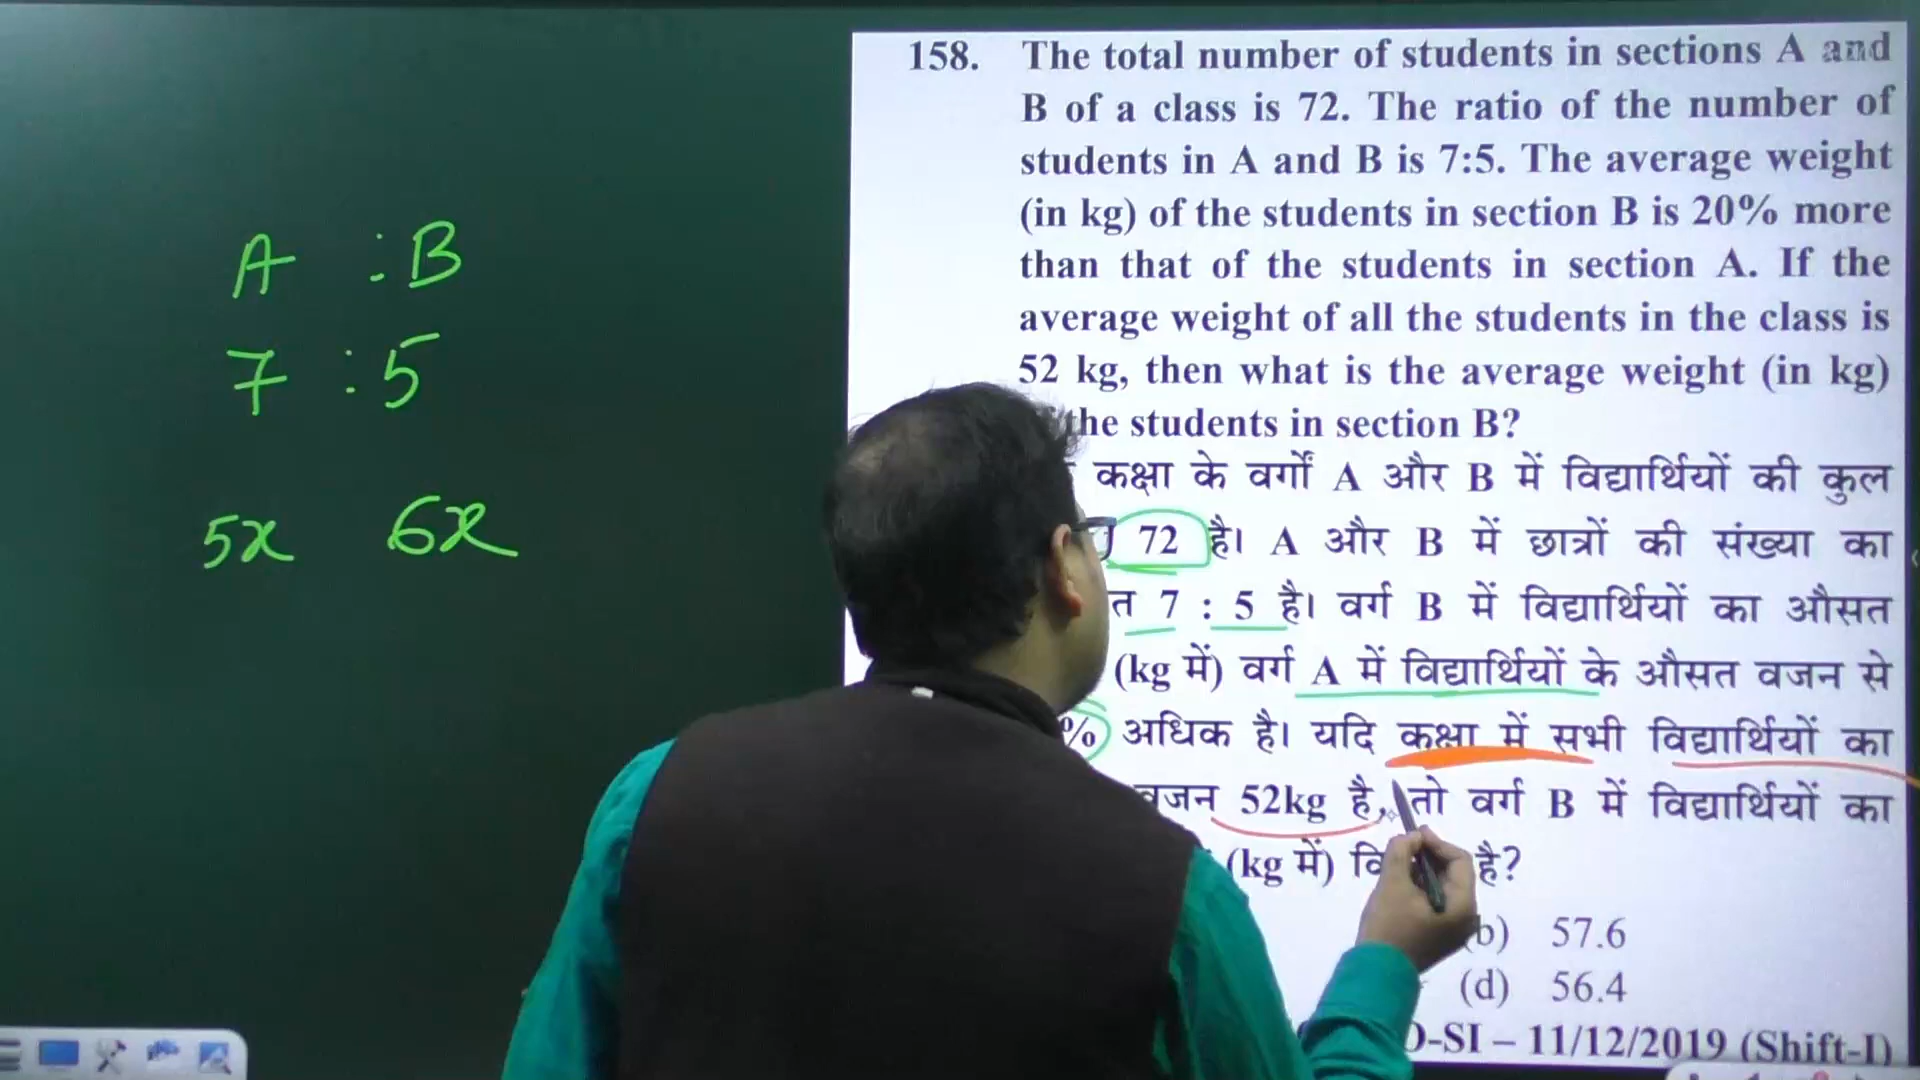 A : B
7 : 5
5x 6x
158. The total number of students in sections A and
B of a class is 72. The ratio of the number of
students in A and B is 7:5. The average weight
(in kg) of the students in section B is 20% more
than that of the students in section A. If the
average weight of all the students in the class is
52 kg, then what is the average weight (in kg)
the students in section B?
कक्षा के वर्गों A और B में विद्यार्थियों की कुल
72 है। A और B में छात्रों की संख्या का
त 7 : 5 है। वर्ग B में विद्यार्थियों का औसत
(kg में) वर्ग A में विद्यार्थियों के औसत वजन से
% अधिक है। यदि कक्षा में सभी विद्यार्थियों का
वजन 52kg है, तो वर्ग B में विद्यार्थियों का
(kg में) है?
(b) 57.6
(d) 56.4
-SI – 11/12/2019 (Shift-I)